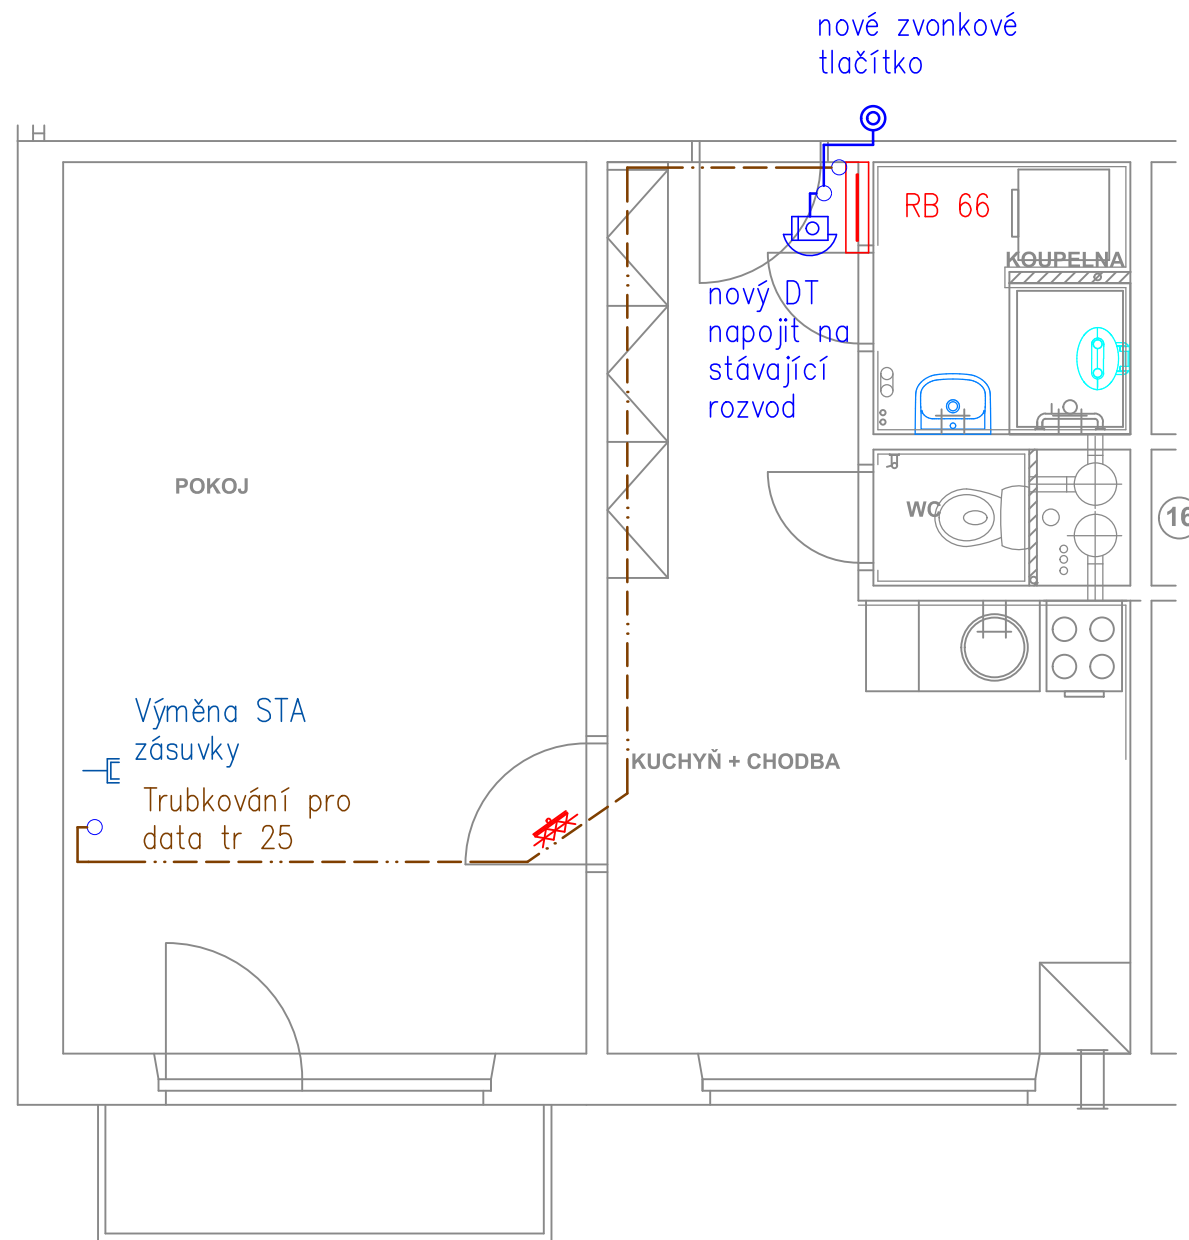 nové zvonkové
tlačítko
RB 66
KOUPELNA
nový DT
napojit na
stávající
rozvod
POKOJ
WC
16
Výměna STA
zásuvky
KUCHYŇ + CHODBA
Trubkování pro
data tr 25